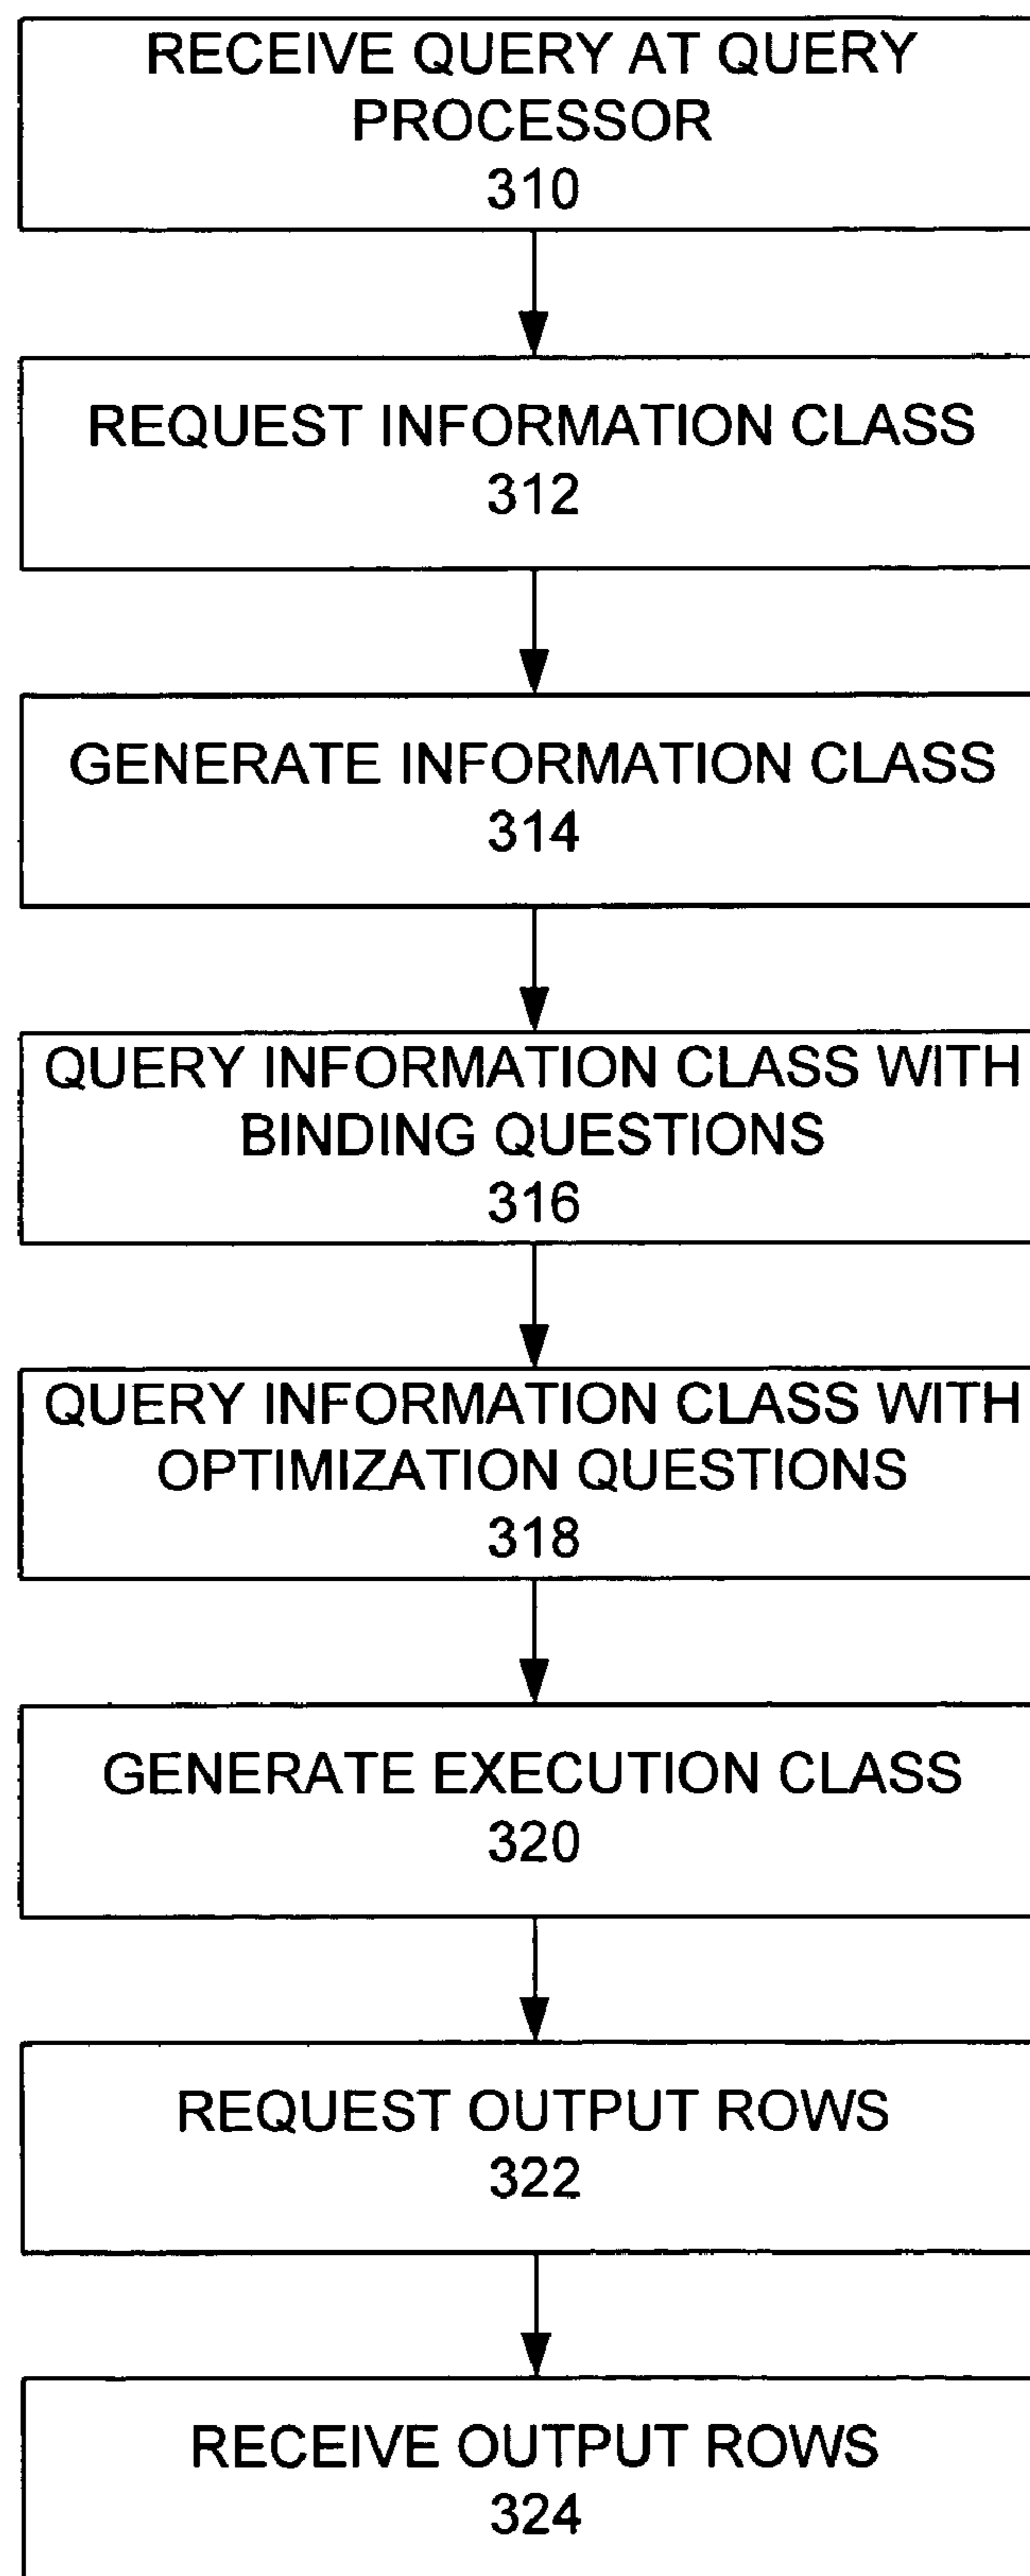 RECEIVE QUERY AT QUERY
PROCESSOR
310
REQUEST INFORMATION CLASS
312
GENERATE INFORMATION CLASS
314
QUERY INFORMATION CLASS WITH
BINDING QUESTIONS
316
QUERY INFORMATION CLASS WITH
OPTIMIZATION QUESTIONS
318
GENERATE EXECUTION CLASS
320
REQUEST OUTPUT ROWS
322
RECEIVE OUTPUT ROWS
324